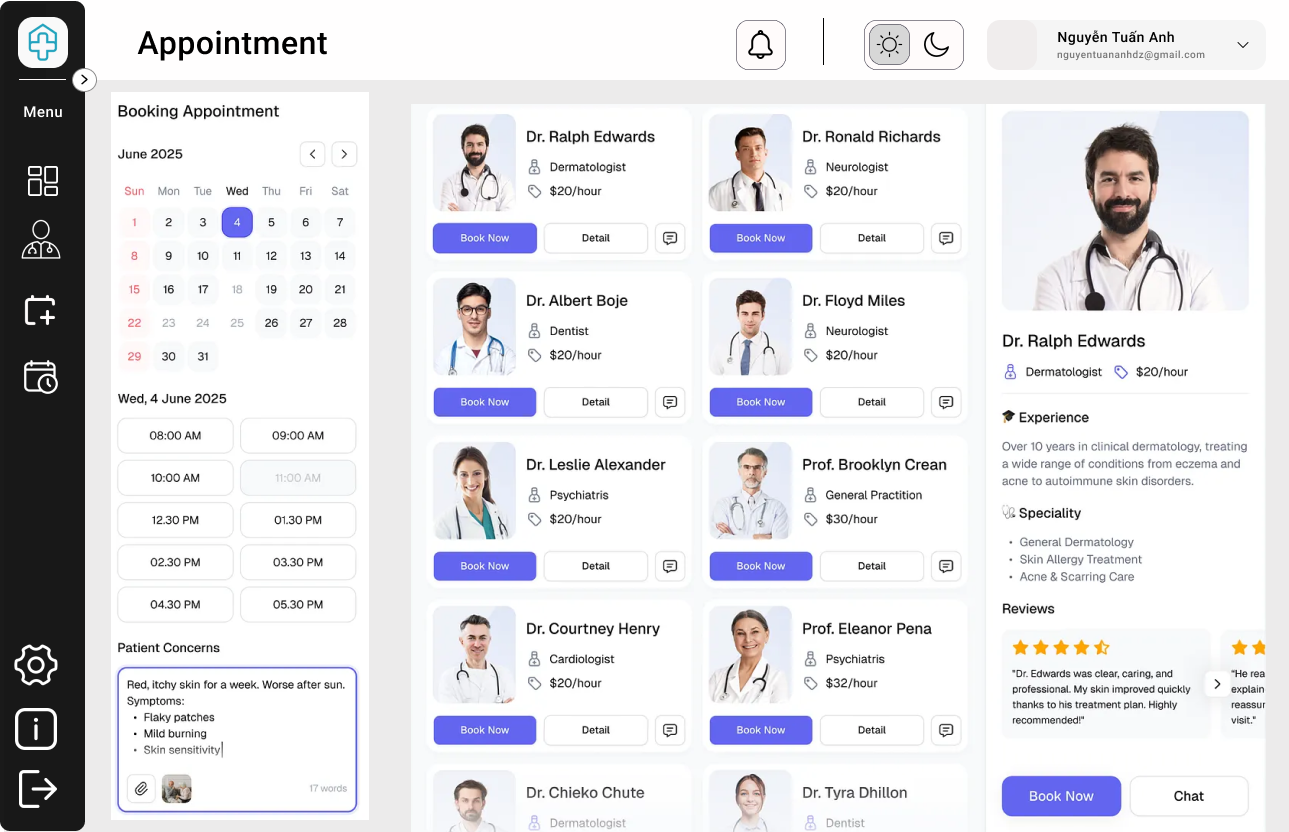 Appointment
Nguyễn Tuấn Anh
nguyentuananhdz@gmail.com
Menu
Booking Appointment
June 2025
Sun Mon Tue Wed Thu Fri Sat
1 2 3 4 5 6 7
8 9 10 11 12 13 14
15 16 17 18 19 20 21
22 23 24 25 26 27 28
29 30 31
Wed, 4 June 2025
08:00 AM 09:00 AM
10:00 AM 11:00 AM
12.30 PM 01.30 PM
02.30 PM 03.30 PM
04.30 PM 05.30 PM
Patient Concerns
Red, itchy skin for a week. Worse after sun.
Symptoms:
• Flaky patches
• Mild burning
• Skin sensitivity
17 words
Dr. Ralph Edwards
Dermatologist
$20/hour
Book Now Detail
Dr. Ronald Richards
Neurologist
$20/hour
Book Now Detail
Dr. Albert Boje
Dentist
$20/hour
Book Now Detail
Dr. Floyd Miles
Neurologist
$20/hour
Book Now Detail
Dr. Leslie Alexander
Psychiatris
$20/hour
Book Now Detail
Prof. Brooklyn Crean
General Practition
$30/hour
Book Now Detail
Dr. Courtney Henry
Cardiologist
$20/hour
Book Now Detail
Prof. Eleanor Pena
Psychiatris
$32/hour
Book Now Detail
Dr. Chieko Chute
Dermatologist
Dr. Tyra Dhillon
Dentist
Dr. Ralph Edwards
Dermatologist $20/hour
Experience
Over 10 years in clinical dermatology, treating
a wide range of conditions from eczema and
acne to autoimmune skin disorders.
Speciality
• General Dermatology
• Skin Allergy Treatment
• Acne & Scarring Care
Reviews
"Dr. Edwards was clear, caring, and
professional. My skin improved quickly
thanks to his treatment plan. Highly
recommended!"
"He rea
explain
reassur
visit."
Book Now Chat